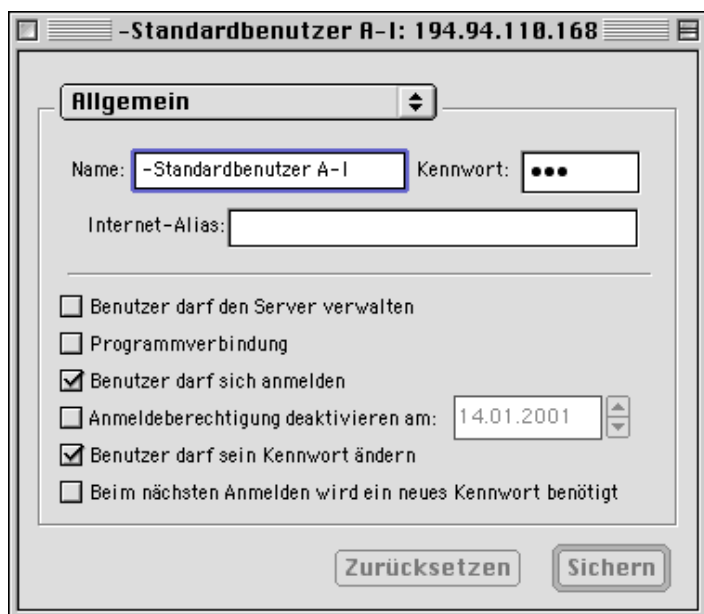 -Standardbenutzer A-I: 194.94.110.168
Allgemein
Name: -Standardbenutzer A-I Kennwort: •••
Internet-Alias:
Benutzer darf den Server verwalten
Programmverbindung
Benutzer darf sich anmelden
Anmeldeberechtigung deaktivieren am: 14.01.2001
Benutzer darf sein Kennwort ändern
Beim nächsten Anmelden wird ein neues Kennwort benötigt
Zurücksetzen Sichern